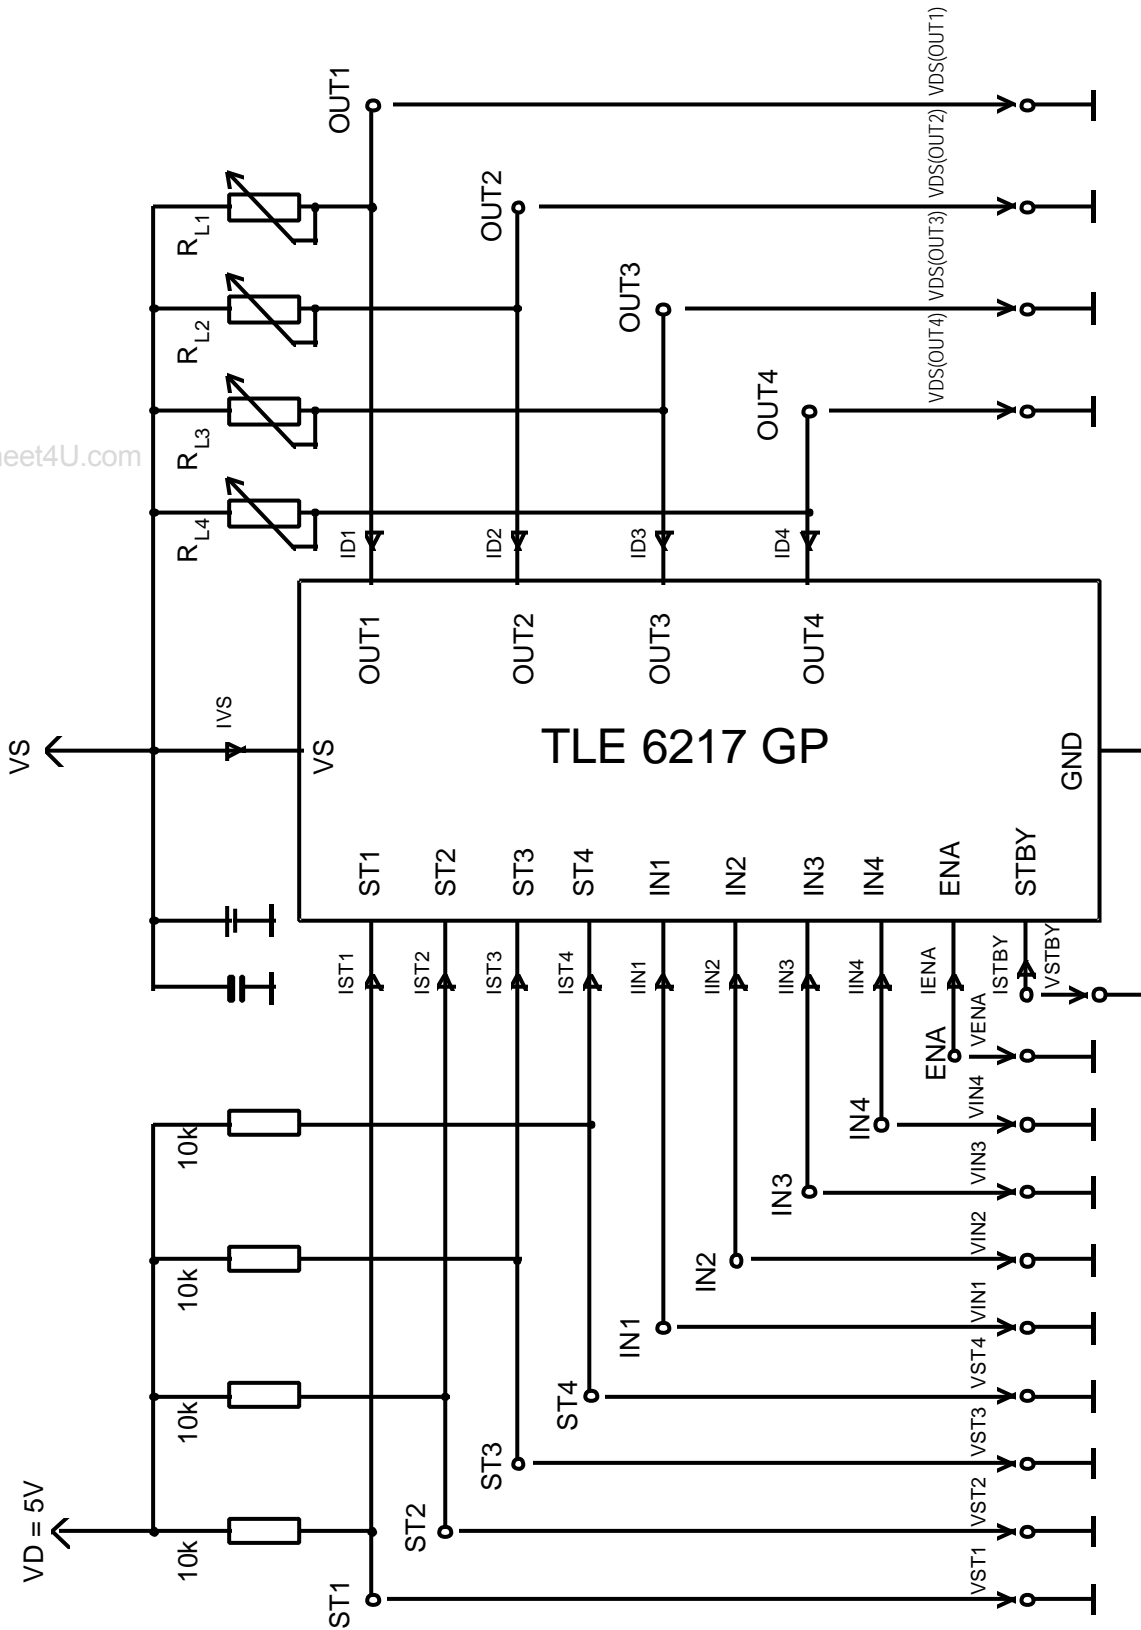 VD = 5V
VS
10k
10k
10k
10k
R L4
R L3
R L2
R L1
neet4U.com
IVS
ST1
ST2
ST3
ST4
IN1
IN2
IN3
IN4
ENA
IST1
IST2
IST3
IST4
IIN1
IIN2
IIN3
IIN4
IENA
ISTBY
VS
ST1
ST2
ST3
ST4
IN1
IN2
IN3
IN4
ENA
STBY
TLE 6217 GP
GND
OUT1
OUT2
OUT3
OUT4
ID1
ID2
ID3
ID4
OUT1
OUT2
OUT3
OUT4
VST1
VST2
VST3
VST4
VIN1
VIN2
VIN3
VIN4
VENA
VSTBY
VDS(OUT4)
VDS(OUT3)
VDS(OUT2)
VDS(OUT1)